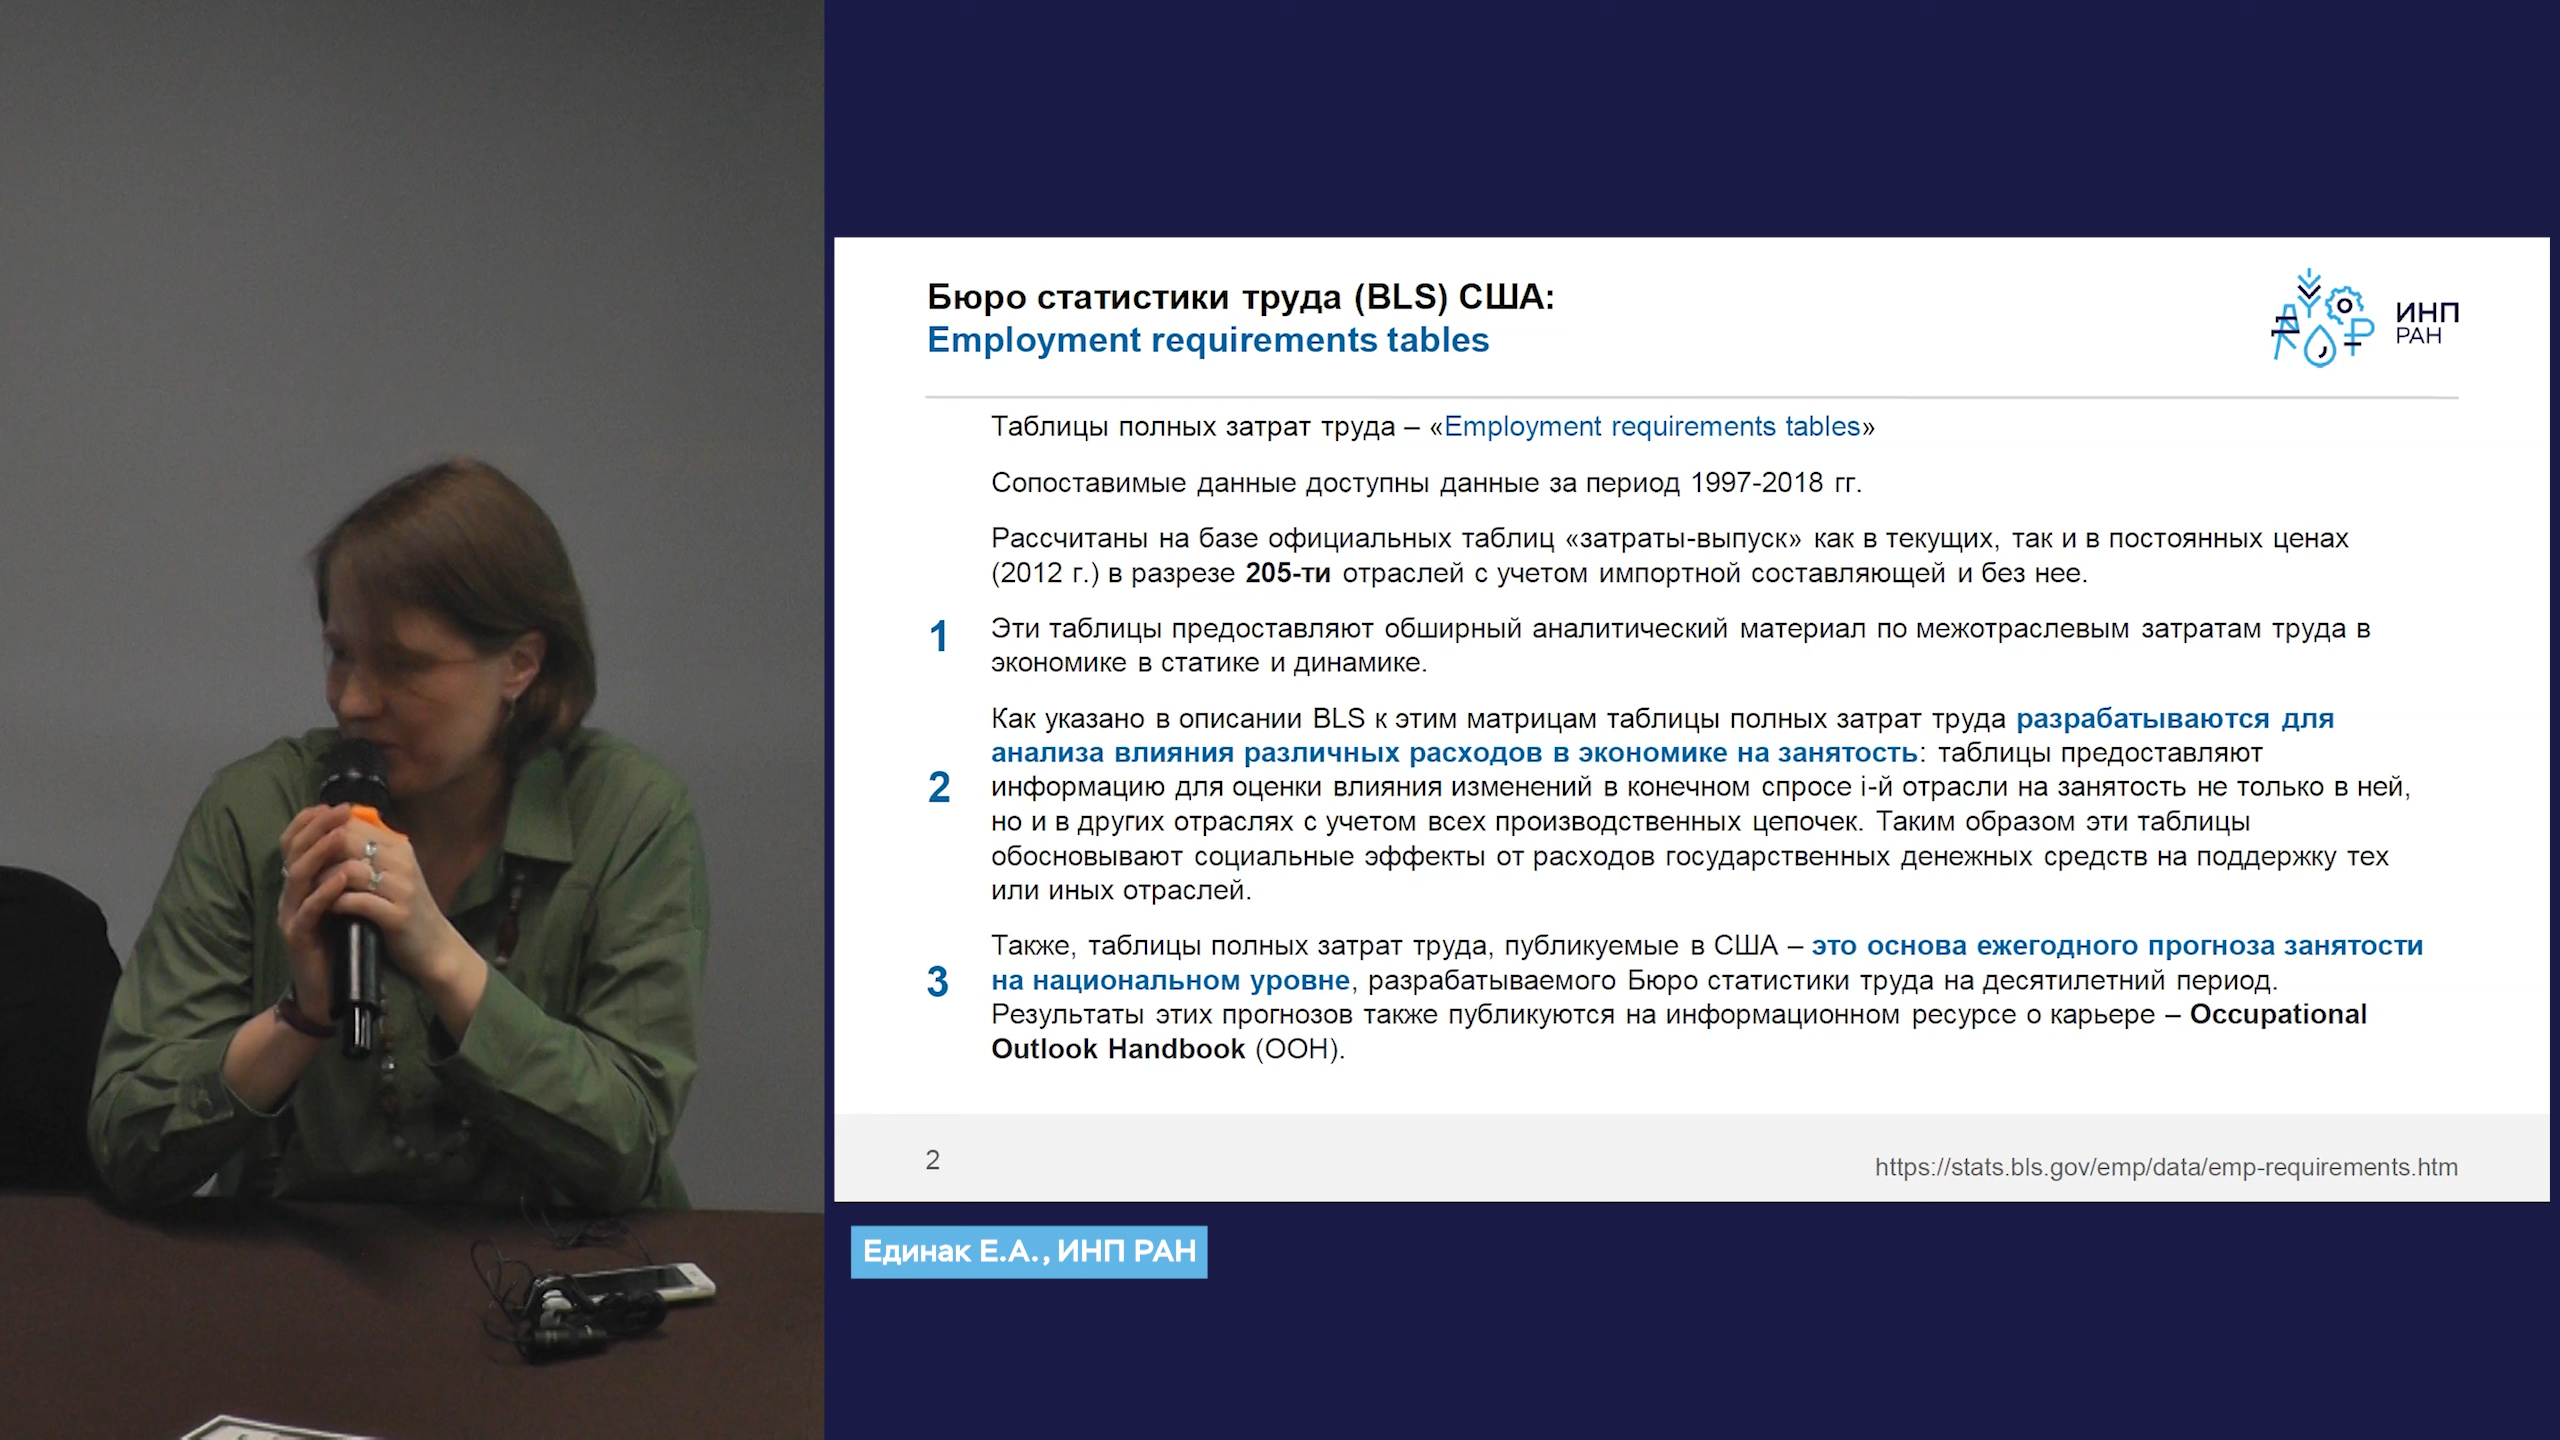 Бюро статистики труда (BLS) США:
Employment requirements tables
ИНП
РАН
Таблицы полных затрат труда – «Employment requirements tables»
Сопоставимые данные доступны данные за период 1997-2018 гг.
Рассчитаны на базе официальных таблиц «затраты-выпуск» как в текущих, так и в постоянных ценах
(2012 г.) в разрезе 205-ти отраслей с учетом импортной составляющей и без нее.
1
Эти таблицы предоставляют обширный аналитический материал по межотраслевым затратам труда в
экономике в статике и динамике.
2
Как указано в описании BLS к этим матрицам таблицы полных затрат труда разрабатываются для
анализа влияния различных расходов в экономике на занятость: таблицы предоставляют
информацию для оценки влияния изменений в конечном спросе i-й отрасли на занятость не только в ней,
но и в других отраслях с учетом всех производственных цепочек. Таким образом эти таблицы
обосновывают социальные эффекты от расходов государственных денежных средств на поддержку тех
или иных отраслей.
3
Также, таблицы полных затрат труда, публикуемые в США – это основа ежегодного прогноза занятости
на национальном уровне, разрабатываемого Бюро статистики труда на десятилетний период.
Результаты этих прогнозов также публикуются на информационном ресурсе о карьере – Occupational
Outlook Handbook (OOH).
2
https://stats.bls.gov/emp/data/emp-requirements.htm
Единак Е.А., ИНП РАН